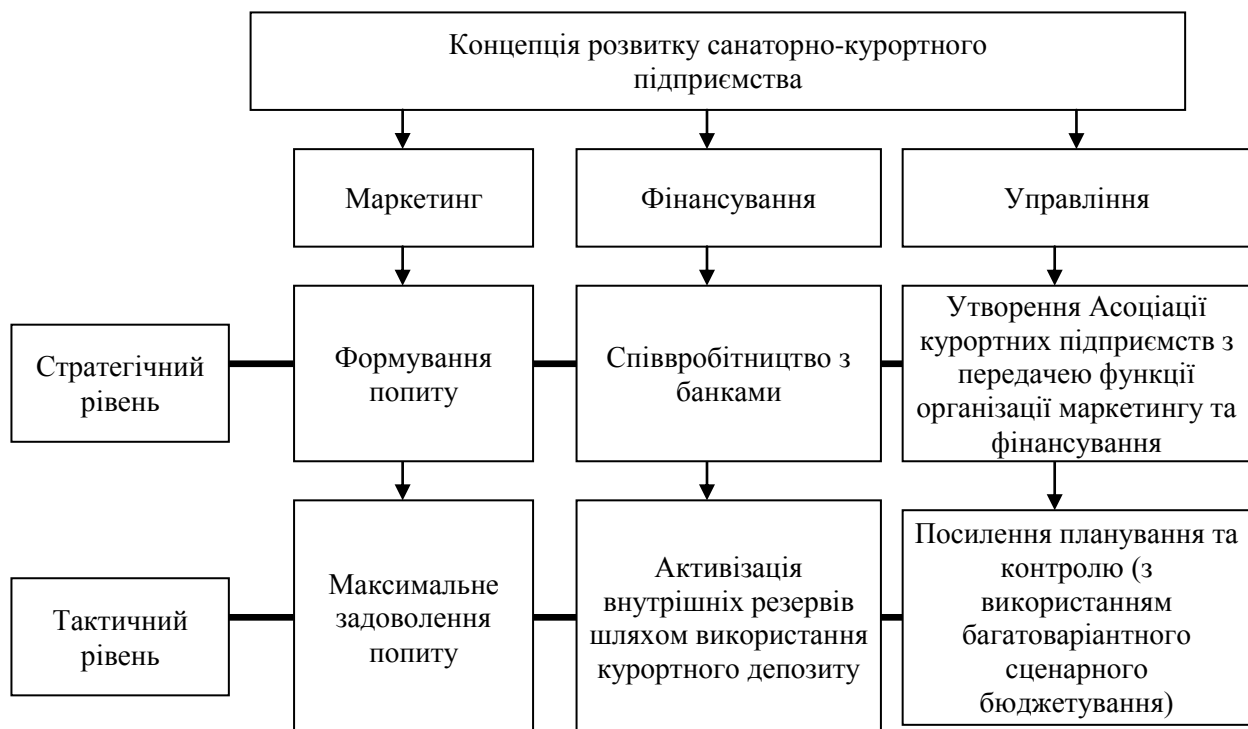 Концепція розвитку санаторно-курортного
підприємства
Маркетинг
Фінансування
Управління
Стратегічний
рівень
Формування
попиту
Співвробітництво з
банками
Утворення Асоціації
курортних підприємств з
передачею функції
організації маркетингу та
фінансування
Тактичний
рівень
Максимальне
задоволення
попиту
Активізація
внутрішніх резервів
шляхом використання
курортного депозиту
Посилення планування та
контролю (з
використанням
багатоваріантного
сценарного
бюджетування)